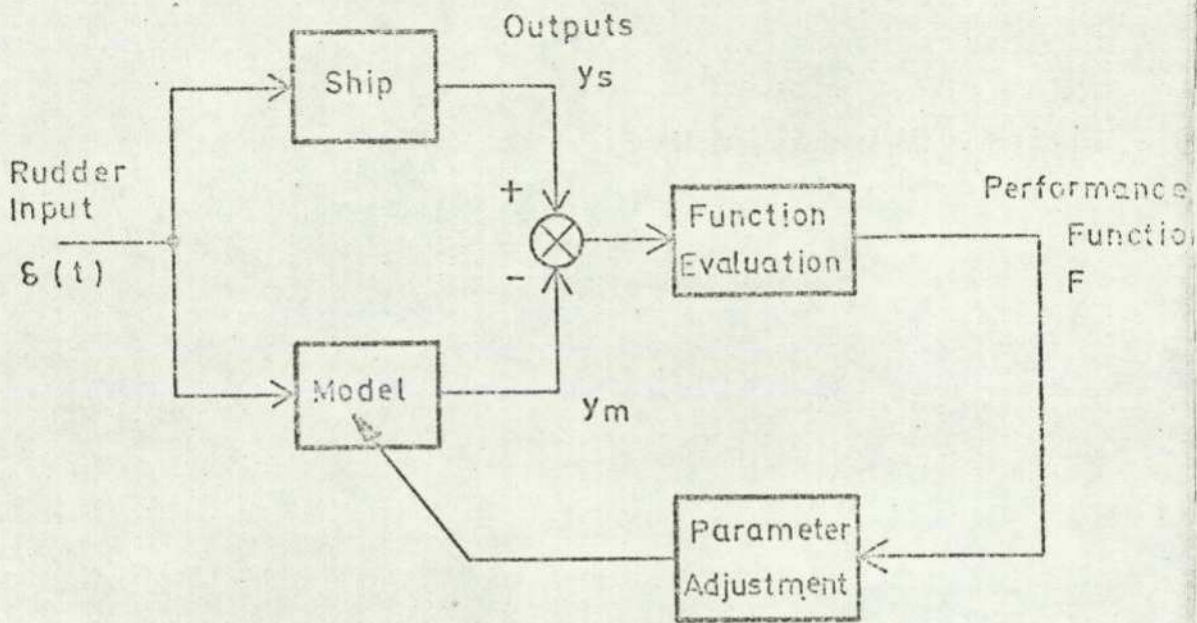 Outputs
ys
Ship
Rudder
Input
δ(t)
+
-
Function
Evaluation
Performance
Functio
F
Model
ym
Parameter
Adjustment